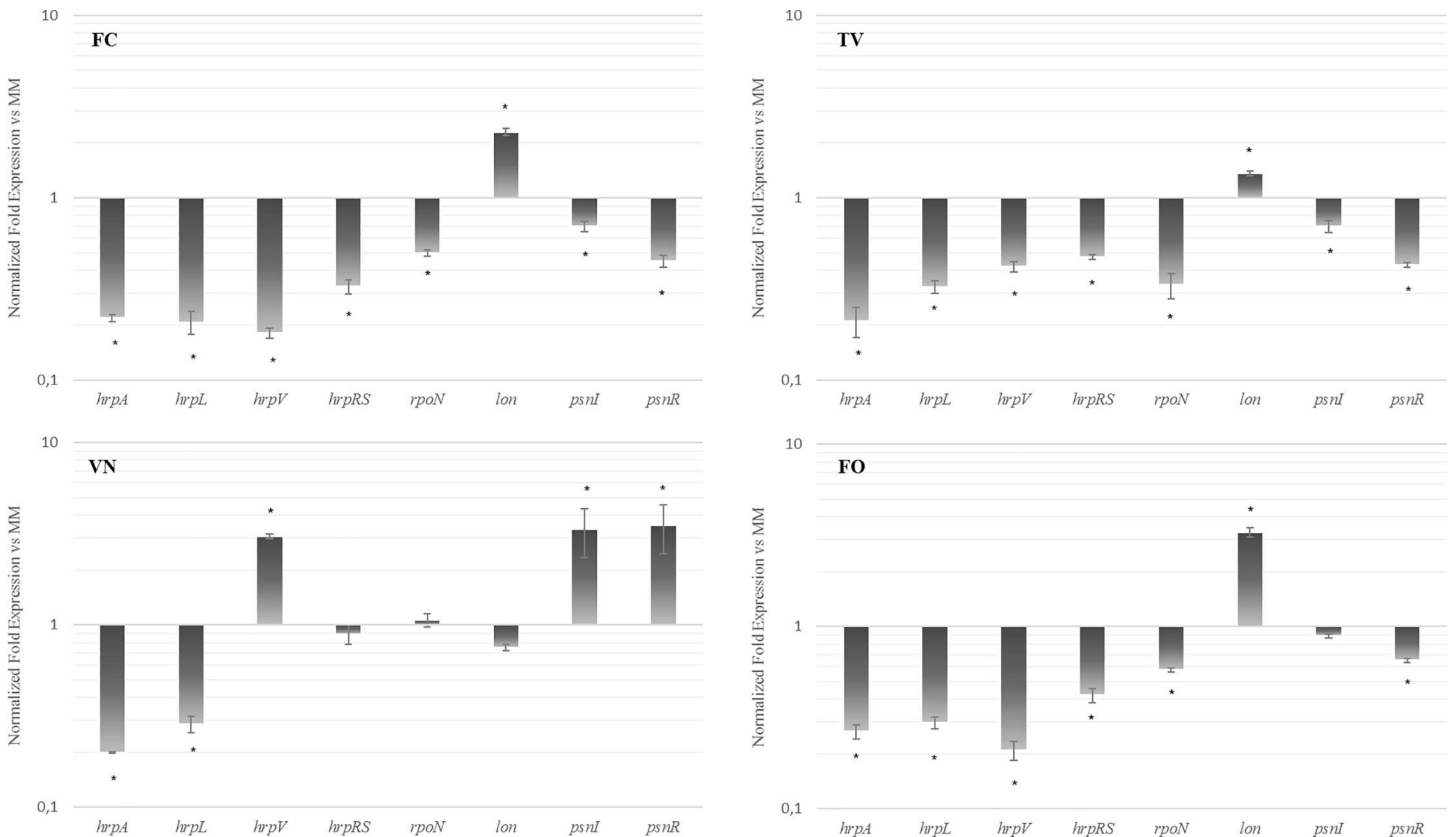 10
FC
Normalized Fold Expression vs MM
*
1
* * * * * * *
0,1
hrpA hrpL hrpV hrpRS rpoN lon psnI psnR
10
TV
Normalized Fold Expression vs MM
*
1
* * * * * * *
0,1
hrpA hrpL hrpV hrpRS rpoN lon psnI psnR
10
VN
Normalized Fold Expression vs MM
* * *
1
* *
0,1
hrpA hrpL hrpV hrpRS rpoN lon psnI psnR
10
FO
Normalized Fold Expression vs MM
*
1
* * * * * *
0,1
hrpA hrpL hrpV hrpRS rpoN lon psnI psnR